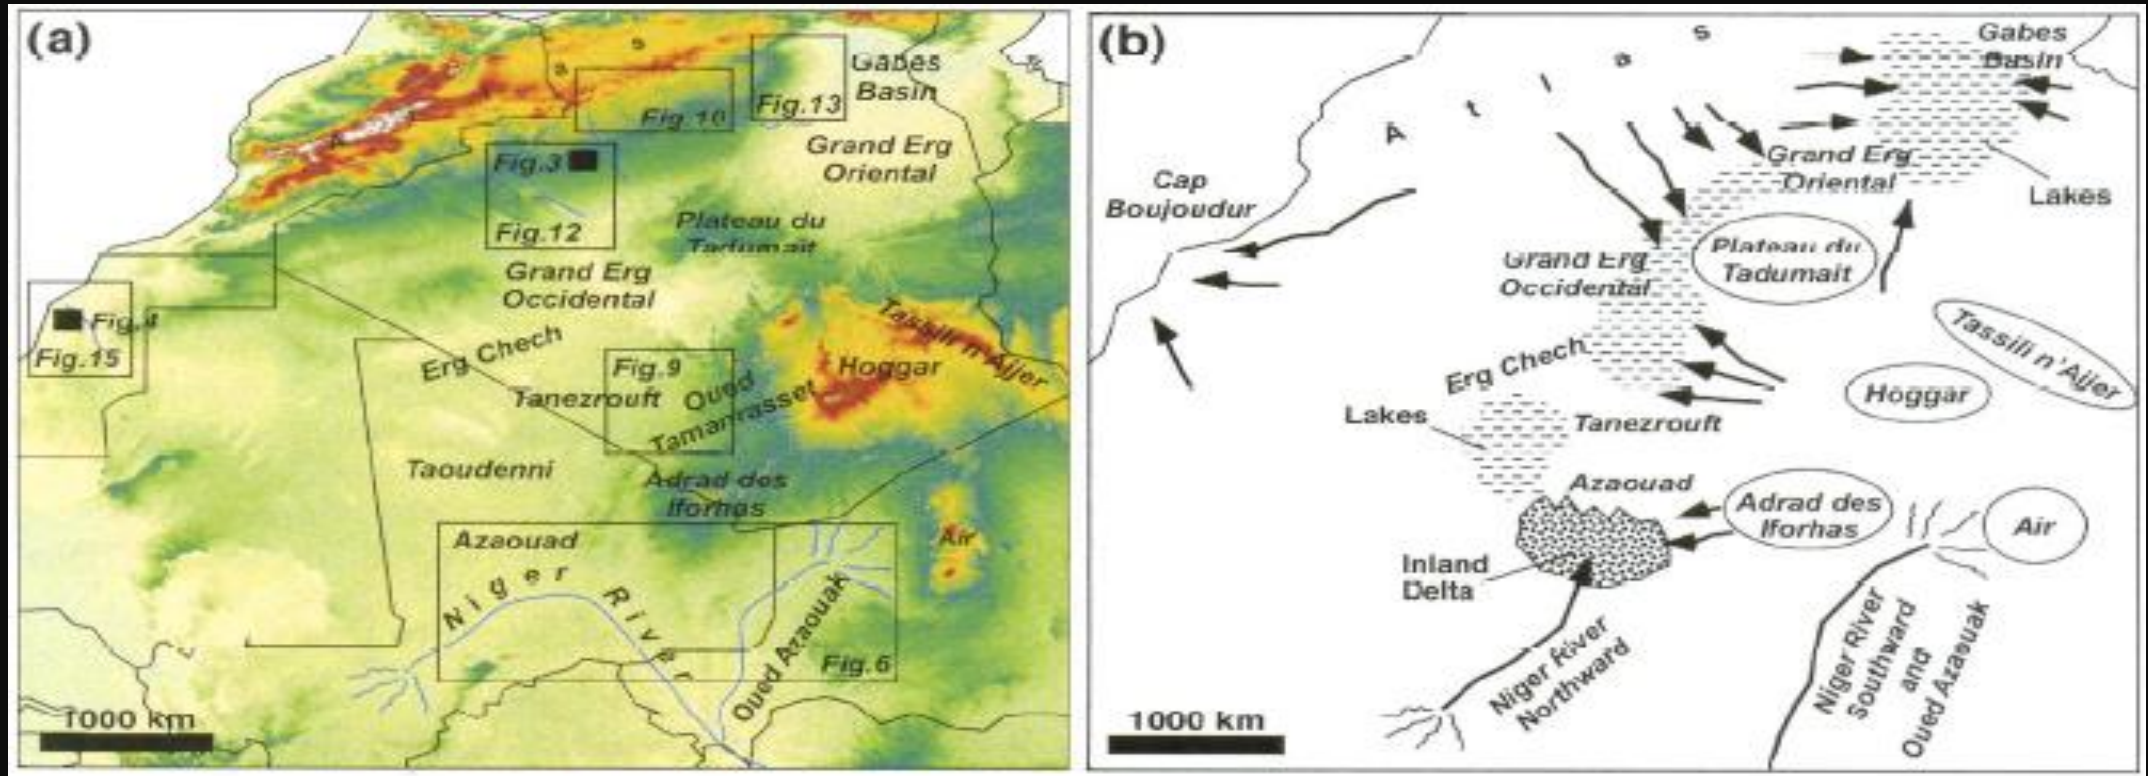 (a)
A
a
s
Gabes
Basin
Fig.10
Fig.13
Grand Erg
Oriental
Fig.3
Fig.12
Plateau du
Tadumait
Grand Erg
Occidental
Fig.4
Fig.15
Tassili n'Ajjer
Hoggar
Erg Chech
Fig.9
Tanezrouft
Oued
Tamanrasset
Taoudenni
Adrad des
Iforhas
Azaouad
Air
Niger River
Oued Azaouak
Fig.6
1000 km
(b)
A t l a s
Gabes
Basin
Cap
Boujoudur
Grand Erg
Oriental
Lakes
Plateau du
Tadumait
Grand Erg
Occidental
Tassili n'Ajjer
Erg Chech
Hoggar
Lakes
Tanezrouft
Azaouad
Adrad des
Iforhas
Air
Inland
Delta
Niger River
Northward
Niger River
Southward
and
Oued Azaouak
1000 km